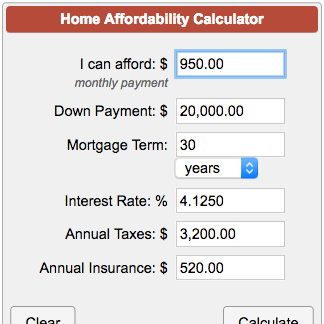 Home Affordability Calculator
I can afford: $ 950.00
monthly payment
Down Payment: $ 20,000.00
Mortgage Term: 30
years
Interest Rate: % 4.1250
Annual Taxes: $ 3,200.00
Annual Insurance: $ 520.00
Clear Calculate